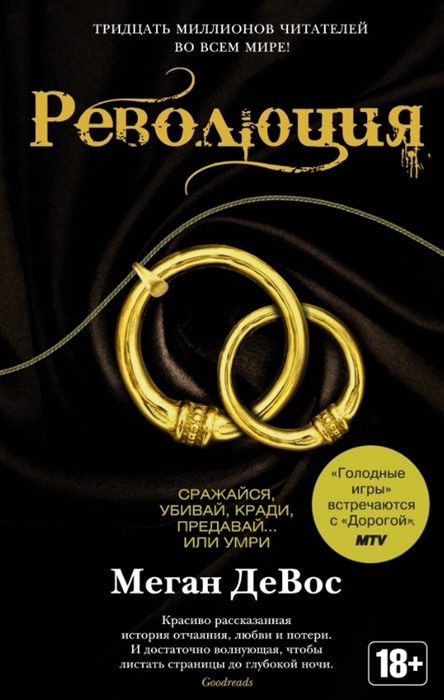 ТРИДЦАТЬ МИЛЛИОНОВ ЧИТАТЕЛЕЙ
ВО ВСЕМ МИРЕ!
Революция
СРАЖАЙСЯ,
УБИВАЙ, КРАДИ,
ПРЕДАВАЙ...
ИЛИ УМРИ
«Голодные
игры»
встречаются
с «Дорогой».
MTV
Меган ДеВос
Красиво рассказанная
история отчаяния, любви и потери.
И достаточно волнующая, чтобы
листать страницы до глубокой ночи.
Goodreads
18+